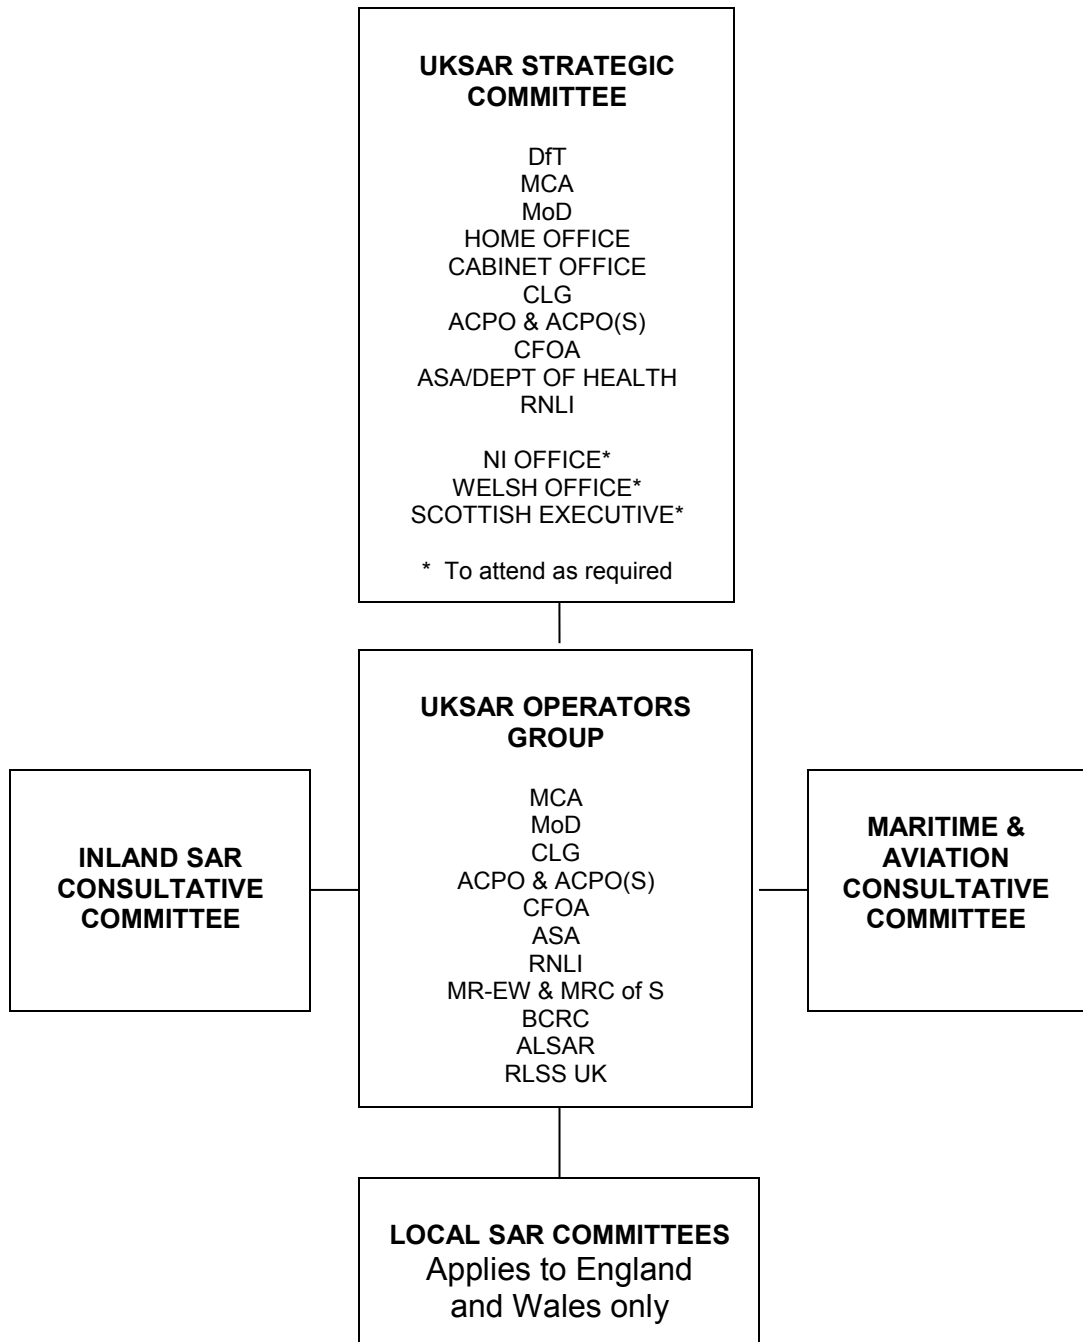 UKSAR STRATEGIC
COMMITTEE
DfT
MCA
MoD
HOME OFFICE
CABINET OFFICE
CLG
ACPO & ACPO(S)
CFOA
ASA/DEPT OF HEALTH
RNLI
NI OFFICE*
WELSH OFFICE*
SCOTTISH EXECUTIVE*
* To attend as required
UKSAR OPERATORS
GROUP
MCA
MoD
CLG
ACPO & ACPO(S)
CFOA
ASA
RNLI
MR-EW & MRC of S
BCRC
ALSAR
RLSS UK
INLAND SAR
CONSULTATIVE
COMMITTEE
MARITIME &
AVIATION
CONSULTATIVE
COMMITTEE
LOCAL SAR COMMITTEES
Applies to England
and Wales only